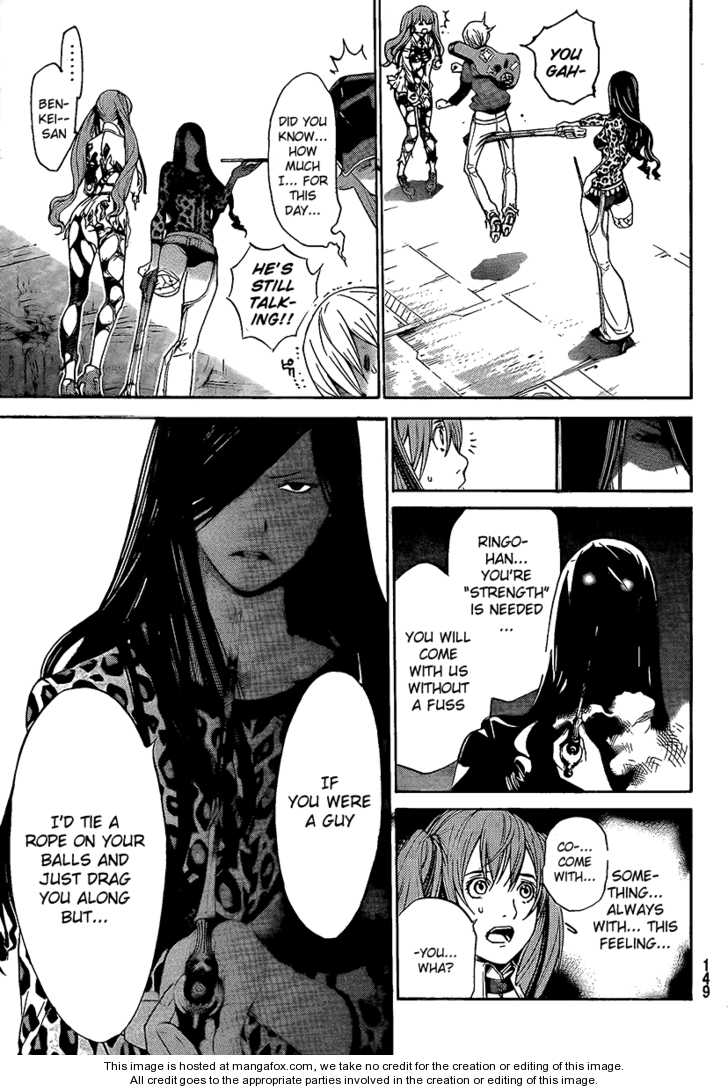 YOU
GAH-
DID YOU
KNOW...
HOW
MUCH
I... FOR
THIS
DAY...
HE'S
STILL
TALK-
ING!!
......
BEN-
KEI--
SAN
RINGO-
HAN...
YOU'RE
"STRENGTH"
IS NEEDED
...
YOU WILL
COME
WITH US
WITHOUT
A FUSS
CO-...
COME
WITH...
SOME-
THING...
ALWAYS
WITH... THIS
FEELING...
-YOU...
WHA?
IF
YOU WERE
A GUY
I'D TIE A
ROPE ON YOUR
BALLS AND
JUST DRAG
YOU ALONG
BUT...
149
This image is hosted at mangafox.com, we take no credit for the creation or editing of this image.
All credit goes to the appropriate parties involved in the creation or editing of this image.